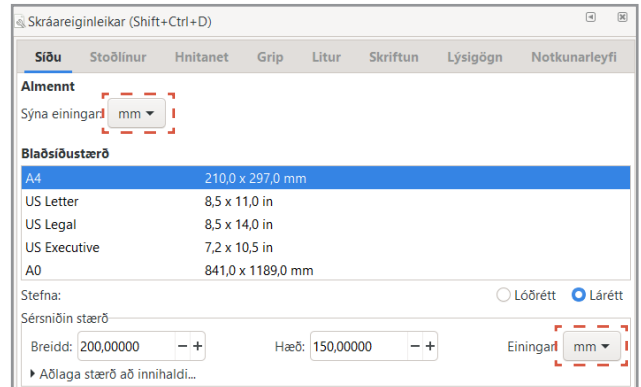 Skráareiginleikar (Shift+Ctrl+D)
Síðu Stoðlínur Hnitanet Grip Litur Skriftun Lýsigögn Notkunarleyfi
Almennt
Sýna einingar: mm
Blaðsíðustærð
A4 210,0 x 297,0 mm
US Letter 8,5 x 11,0 in
US Legal 8,5 x 14,0 in
US Executive 7,2 x 10,5 in
A0 841,0 x 1189,0 mm
Stefna: Lóðrétt Lárétt
Sérsniðin stærð
Breidd: 200,00000 − + Hæð: 150,00000 − + Einingar: mm
Aðlaga stærð að innihaldi...